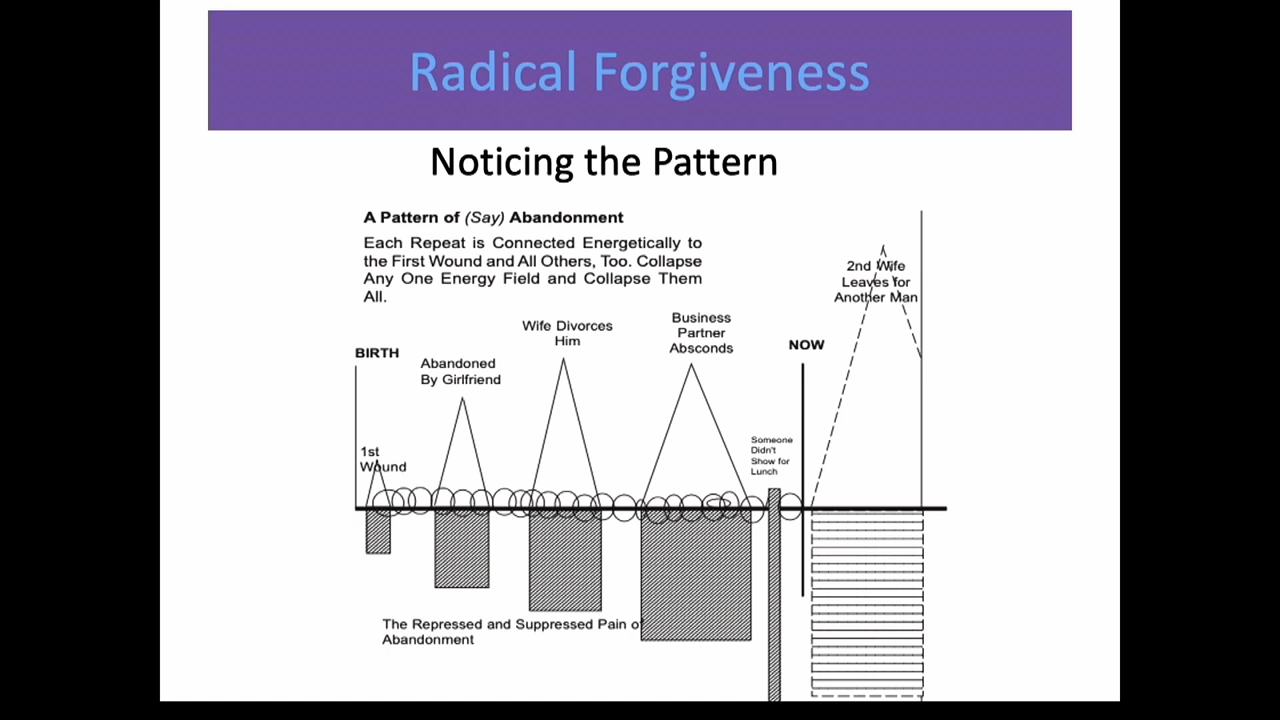 Radical Forgiveness
Noticing the Pattern
A Pattern of (Say) Abandonment
Each Repeat is Connected Energetically to
the First Wound and All Others, Too. Collapse
Any One Energy Field and Collapse Them
All.
2nd Wife
Leaves for
Another Man
Wife Divorces
Him
Business
Partner
Absconds
NOW
BIRTH
Abandoned
By Girlfriend
1st
Wound
Someone
Didn't
Show for
Lunch
The Repressed and Suppressed Pain of
Abandonment